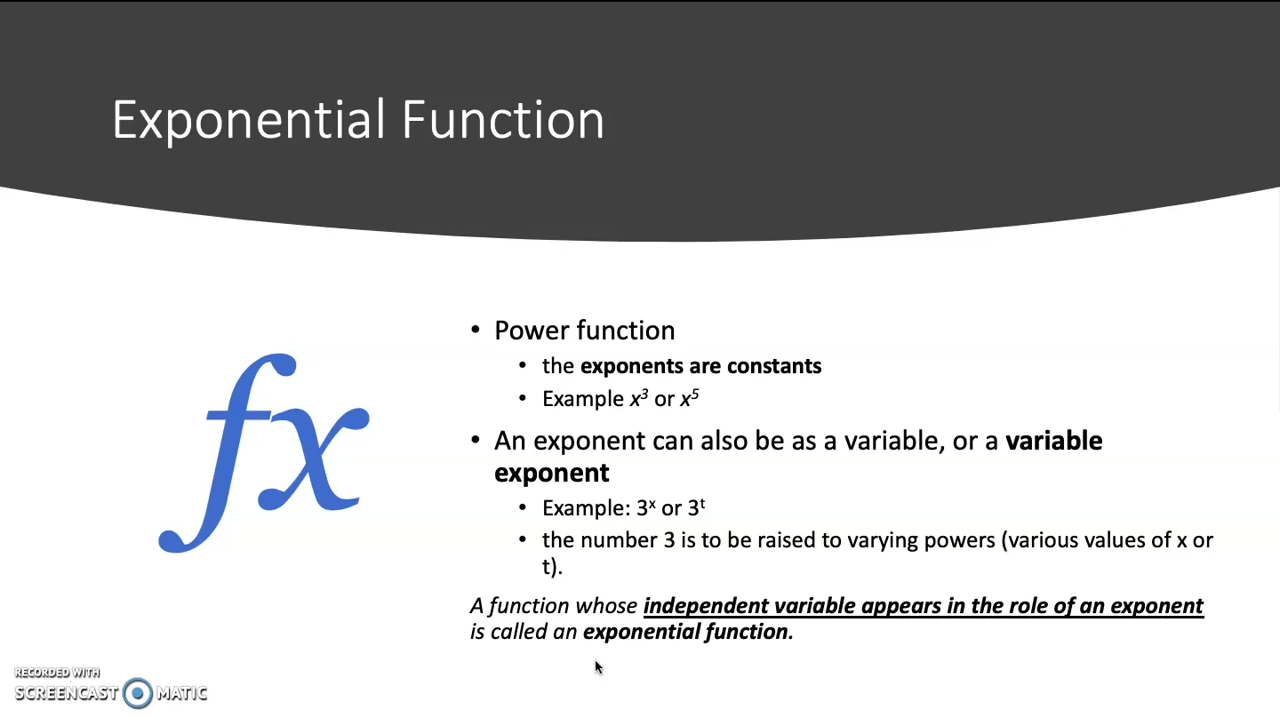 Exponential Function
fx
• Power function
• the exponents are constants
• Example x³ or x⁵
• An exponent can also be as a variable, or a variable
exponent
• Example: 3ˣ or 3ᵗ
• the number 3 is to be raised to varying powers (various values of x or
t).
A function whose independent variable appears in the role of an exponent
is called an exponential function.
RECORDED WITH
SCREENCAST MATIC